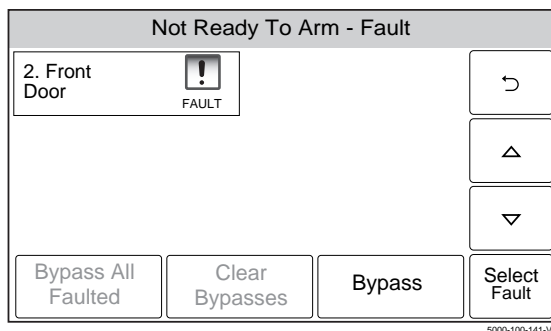 Not Ready To Arm - Fault
2. Front
Door
!
FAULT
Bypass All
Faulted
Clear
Bypasses
Bypass
Select
Fault
5000-100-141-V